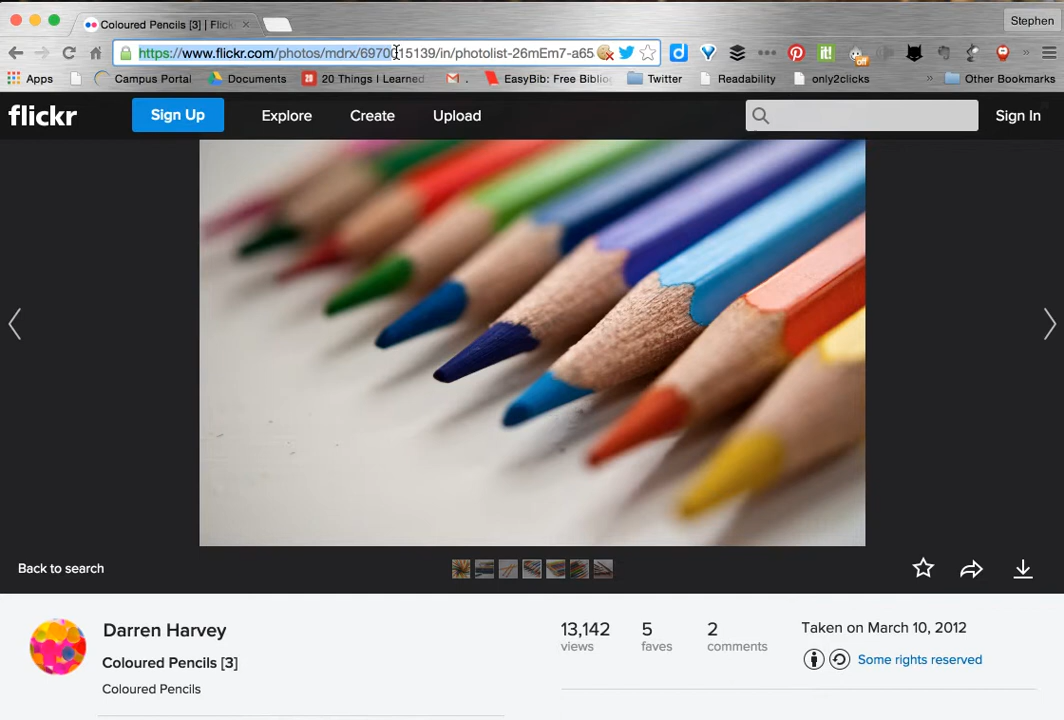 Coloured Pencils [3] | Flick
Stephen
https://www.flickr.com/photos/mdrx/6970015139/in/photolist-26mEm7-a65
Apps
Campus Portal
Documents
20 Things I Learned
EasyBib: Free Biblio
Twitter
Readability
only2clicks
» Other Bookmarks
flickr
Sign Up
Explore
Create
Upload
Sign In
Back to search
Darren Harvey
Coloured Pencils [3]
Coloured Pencils
13,142
views
5
faves
2
comments
Taken on March 10, 2012
Some rights reserved